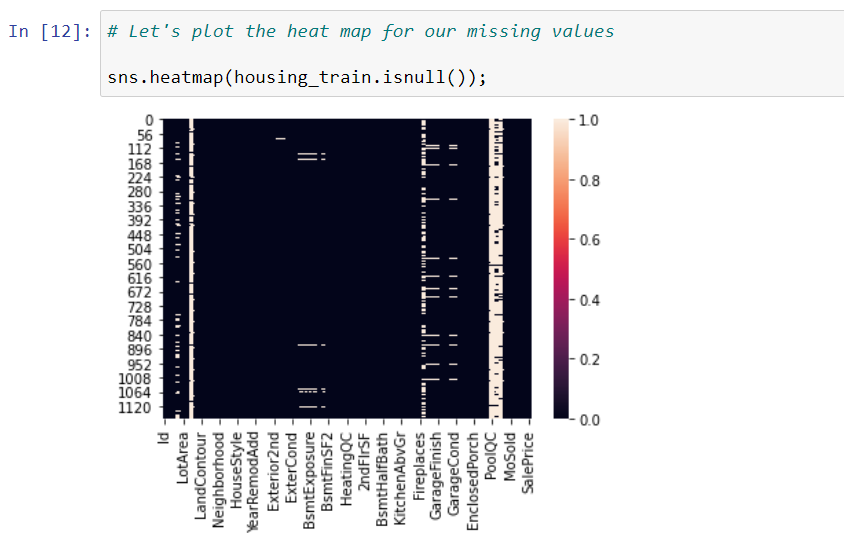 In [12]: # Let's plot the heat map for our missing values
sns.heatmap(housing_train.isnull());
0
56
112
168
224
280
336
392
448
504
560
616
672
728
784
840
896
952
1008
1064
1120
1.0
0.8
0.6
0.4
0.2
0.0
Id
LotArea
LandContour
Neighborhood
HouseStyle
YearRemodAdd
Exterior2nd
ExterCond
BsmtExposure
BsmtFinSF2
HeatingQC
2ndFlrSF
BsmtHalfBath
KitchenAbvGr
Fireplaces
GarageFinish
GarageCond
EnclosedPorch
PoolQC
MoSold
SalePrice